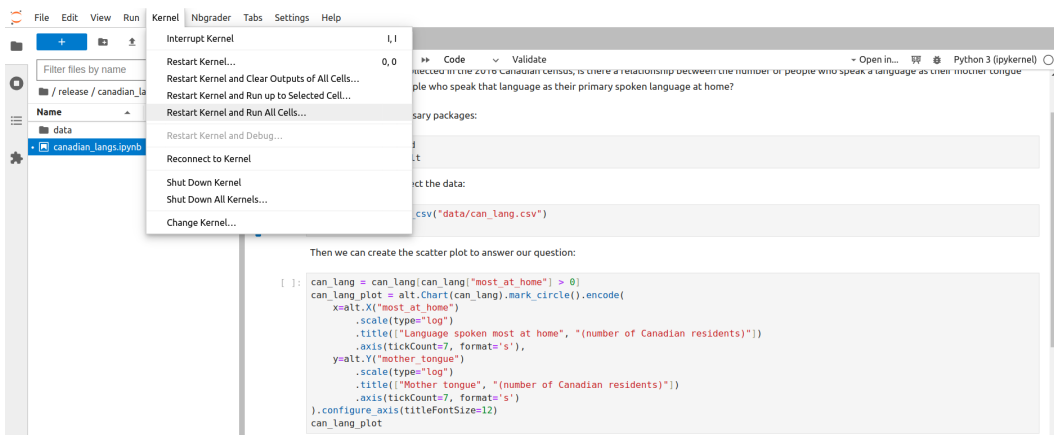 File Edit View Run Kernel Nbgrader Tabs Settings Help
Interrupt Kernel I, I
Restart Kernel… 0, 0
Restart Kernel and Clear Outputs of All Cells…
Restart Kernel and Run up to Selected Cell…
Restart Kernel and Run All Cells…
Restart Kernel and Debug…
Reconnect to Kernel
Shut Down Kernel
Shut Down All Kernels…
Change Kernel…
+
Filter files by name
/ release / canadian_la
Name
data
canadian_langs.ipynb
Code Validate Open in... Python 3 (ipykernel)
ollected in the 2016 Canadian census, is there a relationship between the number of people who speak a language as their mother tongue
ple who speak that language as their primary spoken language at home?
sary packages:
d
lt
ect the data:
_csv("data/can_lang.csv")
Then we can create the scatter plot to answer our question:
[ ]: can_lang = can_lang[can_lang["most_at_home"] > 0]
can_lang_plot = alt.Chart(can_lang).mark_circle().encode(
x=alt.X("most_at_home")
.scale(type="log")
.title(["Language spoken most at home", "(number of Canadian residents)"])
.axis(tickCount=7, format='s'),
y=alt.Y("mother_tongue")
.scale(type="log")
.title(["Mother tongue", "(number of Canadian residents)"])
.axis(tickCount=7, format='s')
).configure_axis(titleFontSize=12)
can_lang_plot